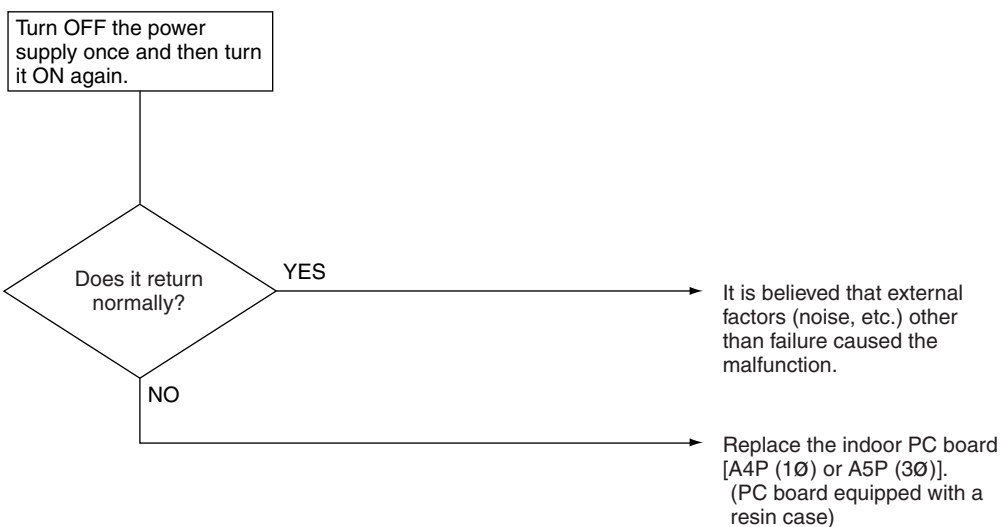 Turn OFF the power
supply once and then turn
it ON again.
Does it return
normally?
YES
It is believed that external
factors (noise, etc.) other
than failure caused the
malfunction.
NO
Replace the indoor PC board
[A4P (1Ø) or A5P (3Ø)].
(PC board equipped with a
resin case)